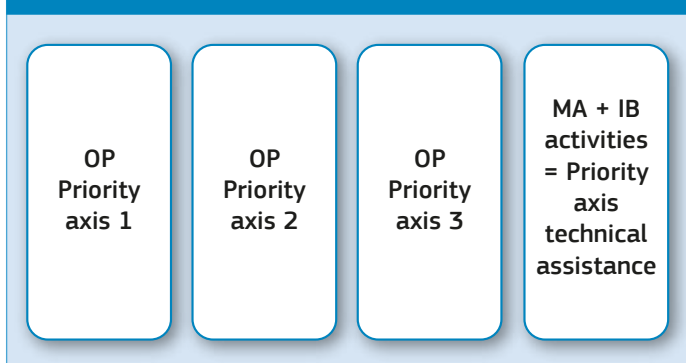 OP
Priority
axis 1
OP
Priority
axis 2
OP
Priority
axis 3
MA + IB
activities
= Priority
axis
technical
assistance